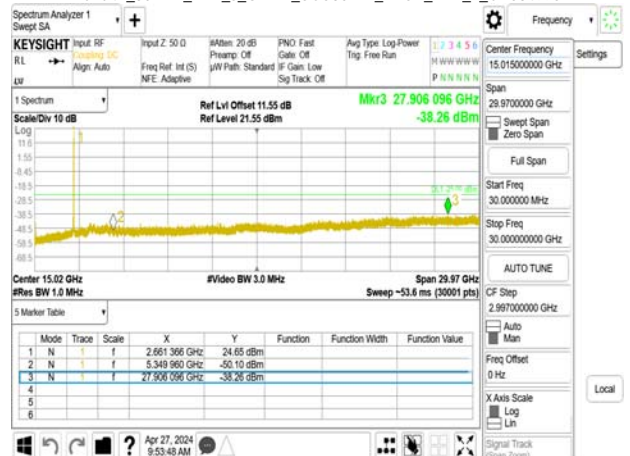 Spectrum Analyzer 1
Swept SA
Frequency
Settings
KEYSIGHT
RL
Input: RF
Coupling: DC
Align: Auto
Input Z: 50 Ω
Freq Ref: Int (S)
NFE: Adaptive
#Atten: 20 dB
Preamp: Off
µW Path: Standard
PNO: Fast
Gate: Off
IF Gain: Low
Sig Track: Off
Avg Type: Log-Power
Trig: Free Run
1 2 3 4 5 6
M W W W W W
P N N N N N
1 Spectrum
Scale/Div 10 dB
Ref Lvl Offset 11.55 dB
Ref Level 21.55 dBm
Mkr3 27.906 096 GHz
-38.26 dBm
Log
11.6
1.55
-8.45
-18.5
-28.5
-38.5
-48.5
-58.5
-68.5
1
2
3
Center 15.02 GHz
#Res BW 1.0 MHz
#Video BW 3.0 MHz
Span 29.97 GHz
Sweep ~53.6 ms (30001 pts)
5 Marker Table
Mode Trace Scale X Y Function Function Width Function Value
1 N 1 f 2.661 366 GHz 24.65 dBm
2 N 1 f 5.349 960 GHz -50.10 dBm
3 N 1 f 27.906 096 GHz -38.26 dBm
4
5
6
Apr 27, 2024
9:53:48 AM
Center Frequency
15.015000000 GHz
Span
29.9700000 GHz
Swept Span
Zero Span
Full Span
Start Freq
30.000000 MHz
Stop Freq
30.000000000 GHz
AUTO TUNE
CF Step
2.997000000 GHz
Auto
Man
Freq Offset
0 Hz
X Axis Scale
Log
Lin
Signal Track
(Span Zoom)
Local